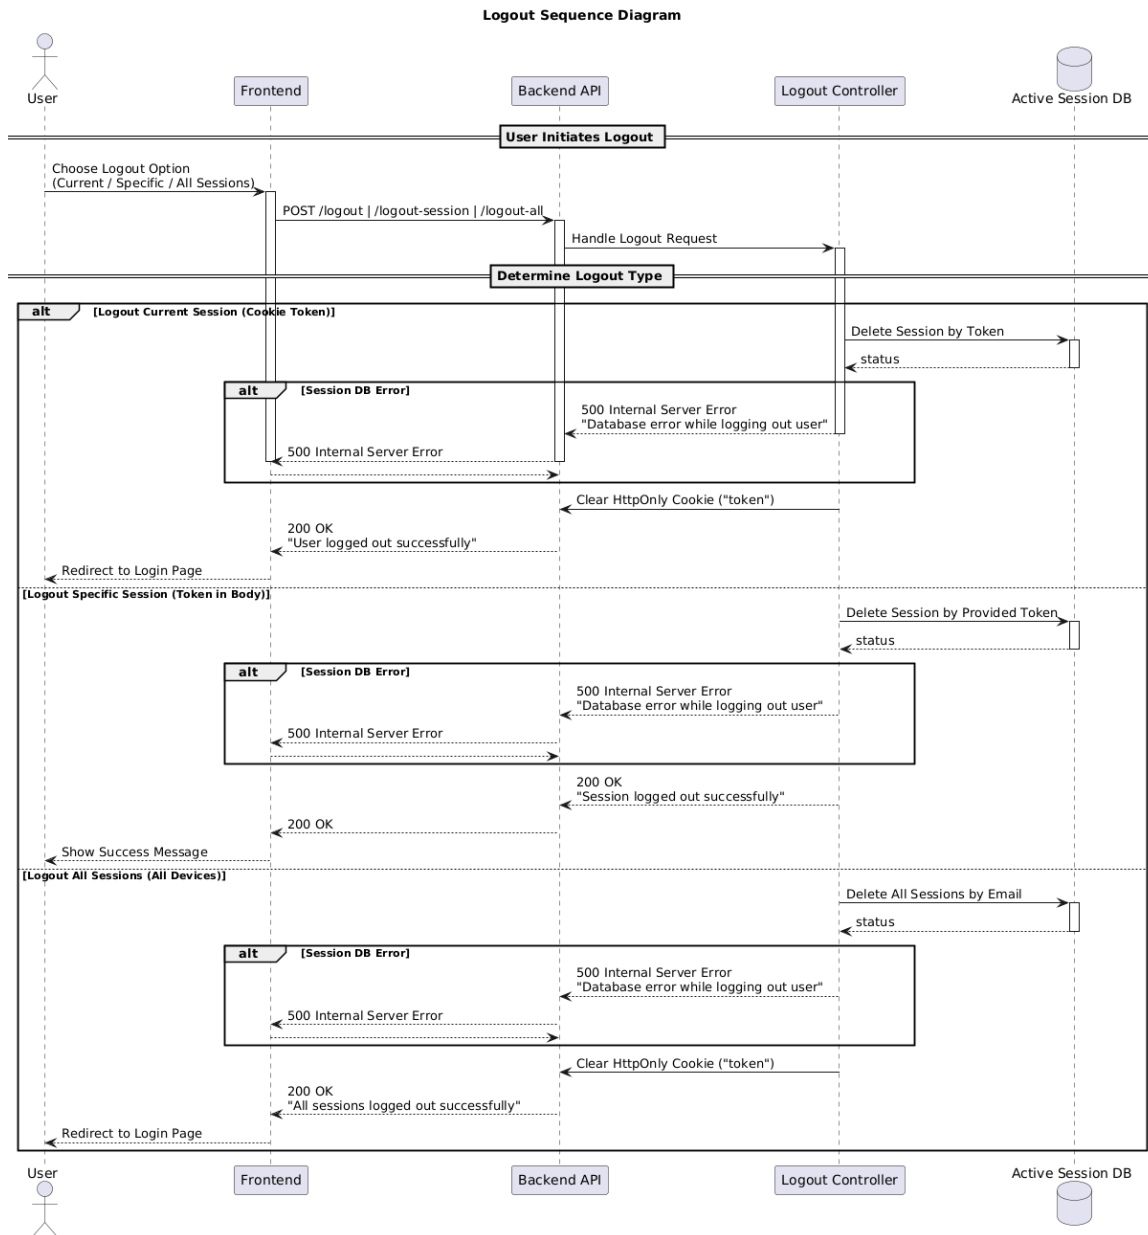 Logout Sequence Diagram
User
Frontend
Backend API
Logout Controller
Active Session DB
User Initiates Logout
Choose Logout Option
(Current / Specific / All Sessions)
POST /logout | /logout-session | /logout-all
Handle Logout Request
Determine Logout Type
alt
[Logout Current Session (Cookie Token)]
Delete Session by Token
status
alt
[Session DB Error]
500 Internal Server Error
"Database error while logging out user"
500 Internal Server Error
Clear HttpOnly Cookie ("token")
200 OK
"User logged out successfully"
Redirect to Login Page
[Logout Specific Session (Token in Body)]
Delete Session by Provided Token
status
alt
[Session DB Error]
500 Internal Server Error
"Database error while logging out user"
500 Internal Server Error
200 OK
"Session logged out successfully"
200 OK
Show Success Message
[Logout All Sessions (All Devices)]
Delete All Sessions by Email
status
alt
[Session DB Error]
500 Internal Server Error
"Database error while logging out user"
500 Internal Server Error
Clear HttpOnly Cookie ("token")
200 OK
"All sessions logged out successfully"
Redirect to Login Page
User
Frontend
Backend API
Logout Controller
Active Session DB